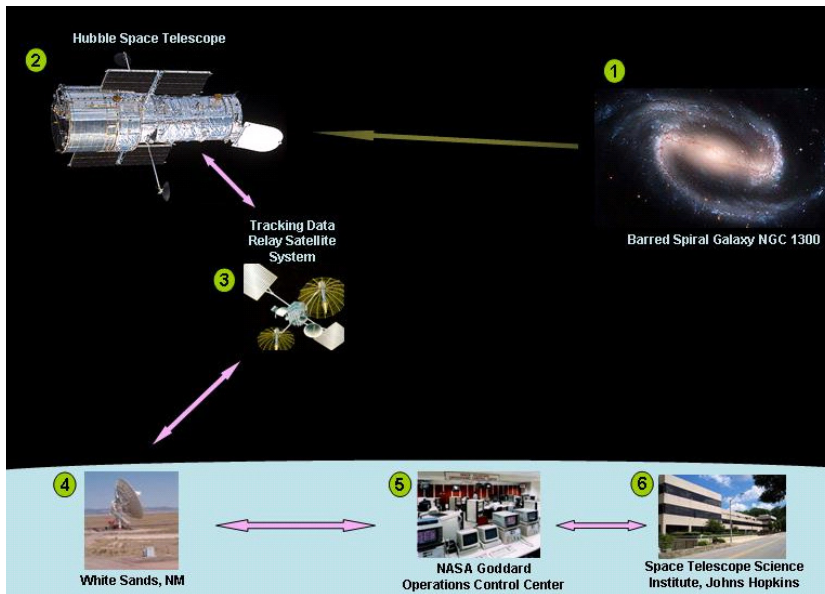 Hubble Space Telescope
2
1
Barred Spiral Galaxy NGC 1300
Tracking Data
Relay Satellite
System
3
4
White Sands, NM
5
NASA Goddard
Operations Control Center
6
Space Telescope Science
Institute, Johns Hopkins